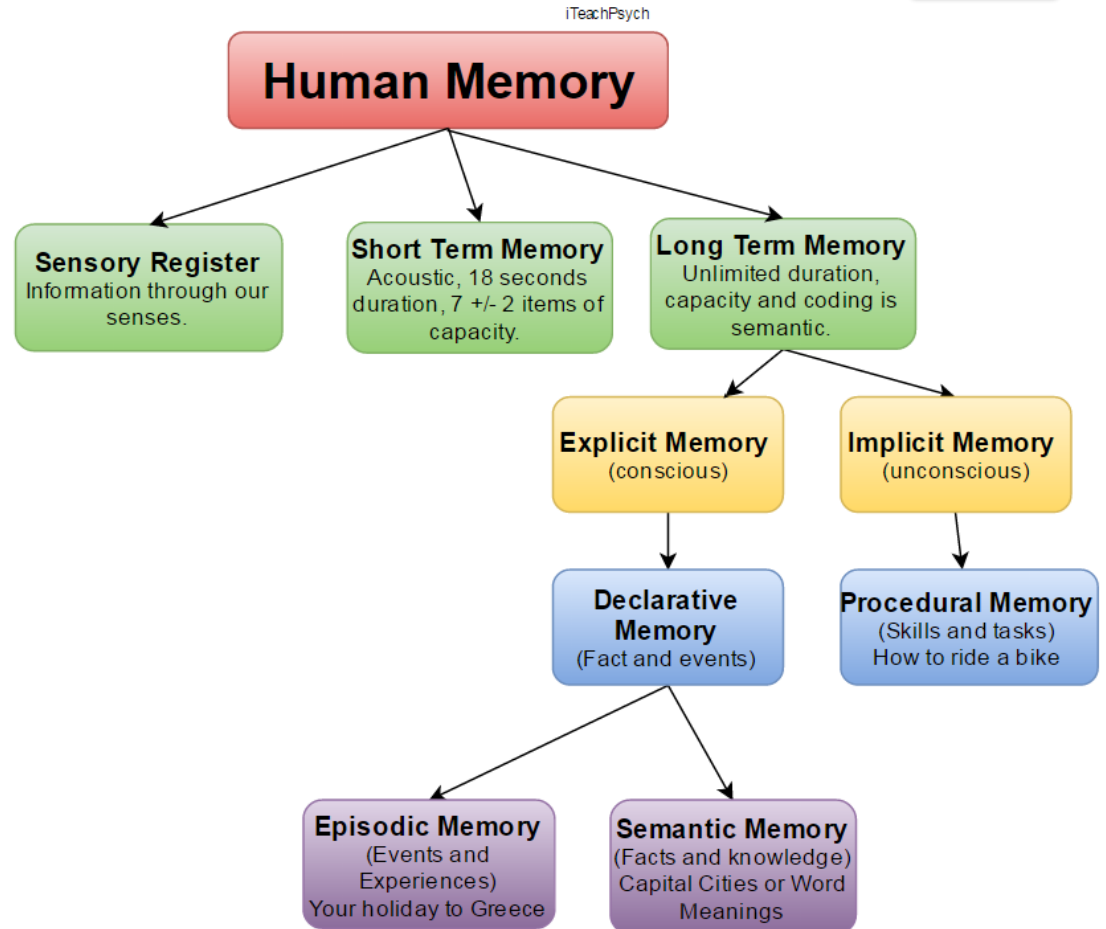 iTeachPsych
Human Memory
Sensory Register
Information through our
senses.
Short Term Memory
Acoustic, 18 seconds
duration, 7 +/- 2 items of
capacity.
Long Term Memory
Unlimited duration,
capacity and coding is
semantic.
Explicit Memory
(conscious)
Implicit Memory
(unconscious)
Declarative
Memory
(Fact and events)
Procedural Memory
(Skills and tasks)
How to ride a bike
Episodic Memory
(Events and
Experiences)
Your holiday to Greece
Semantic Memory
(Facts and knowledge)
Capital Cities or Word
Meanings